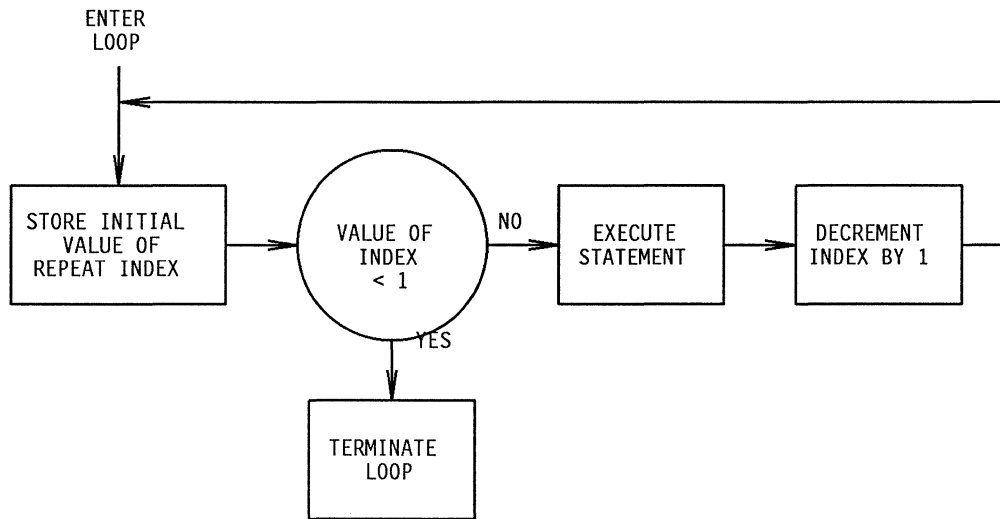 ENTER
LOOP
STORE INITIAL
VALUE OF
REPEAT INDEX
VALUE OF
INDEX
< 1
NO
EXECUTE
STATEMENT
DECREMENT
INDEX BY 1
YES
TERMINATE
LOOP